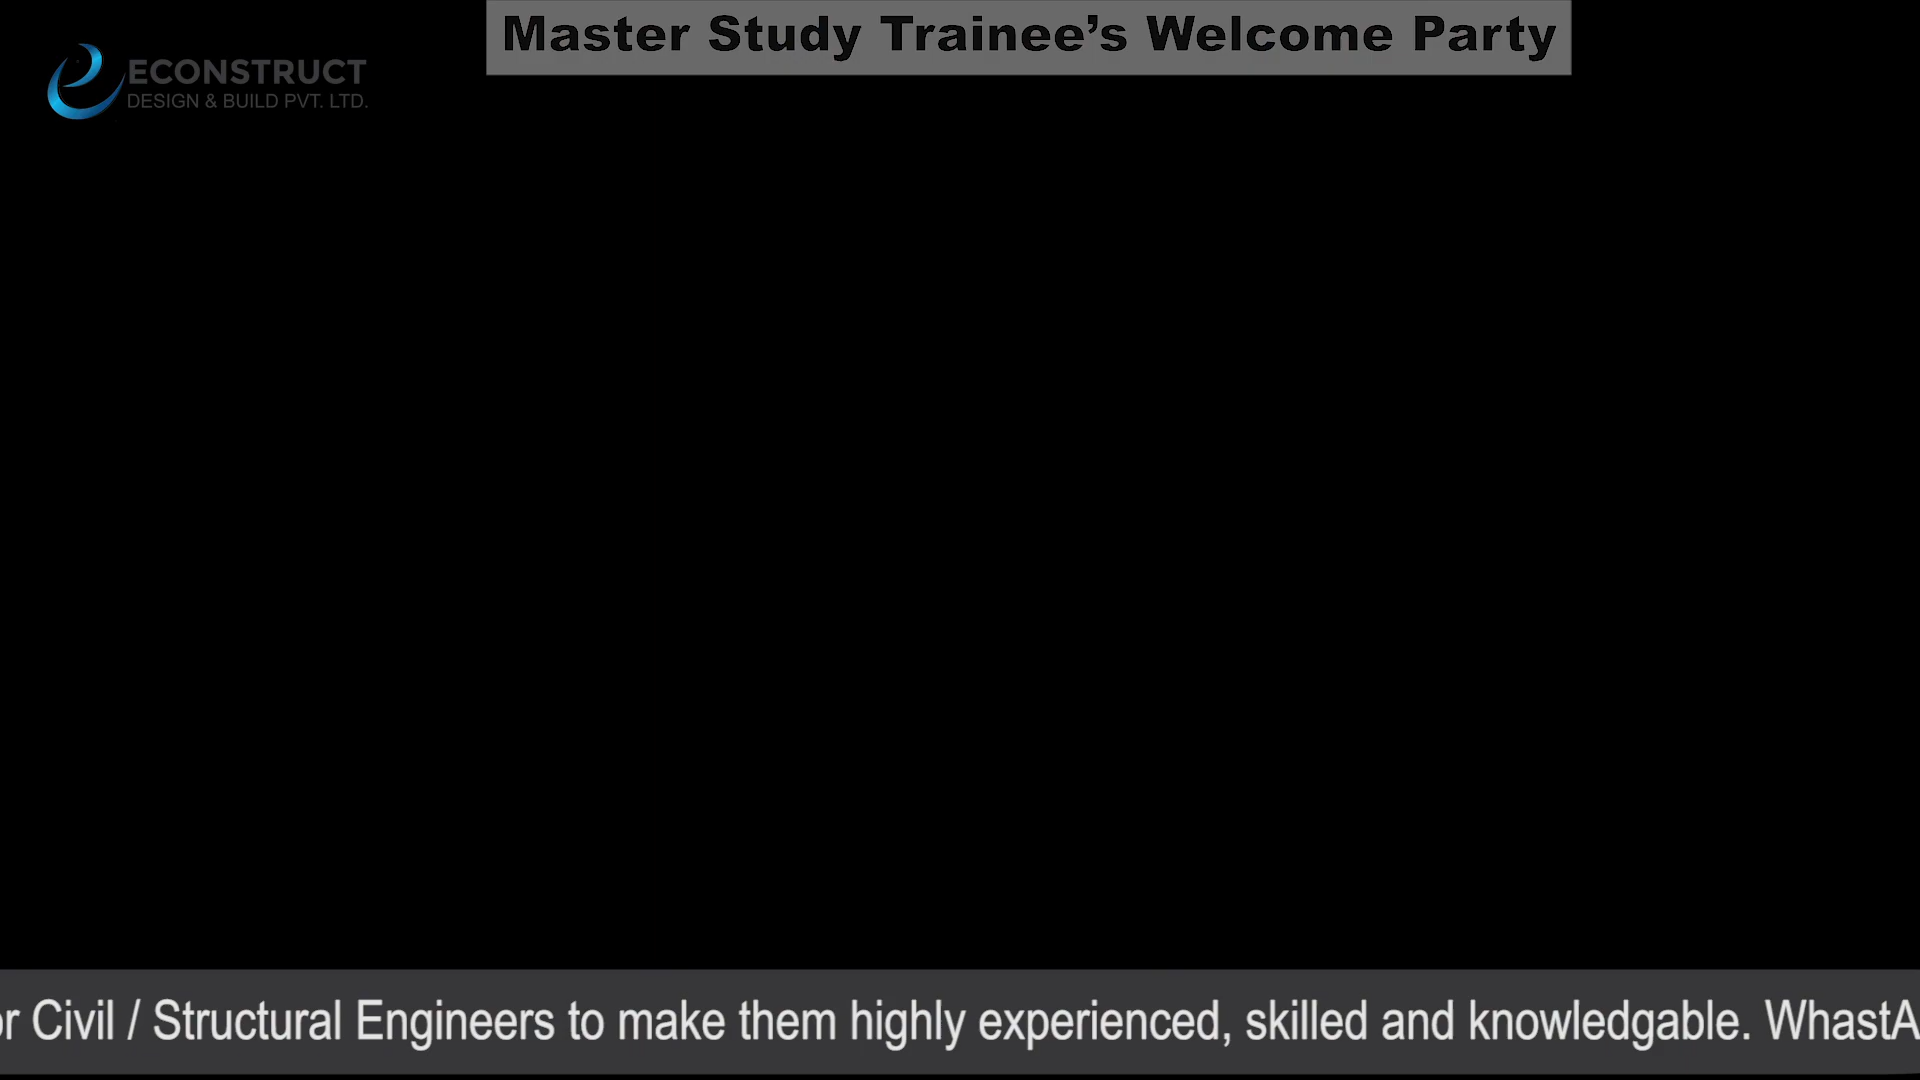 Master Study Trainee’s Welcome Party
ECONSTRUCT
DESIGN & BUILD PVT. LTD.
Civil / Structural Engineers to make them highly experienced, skilled and knowledgable.